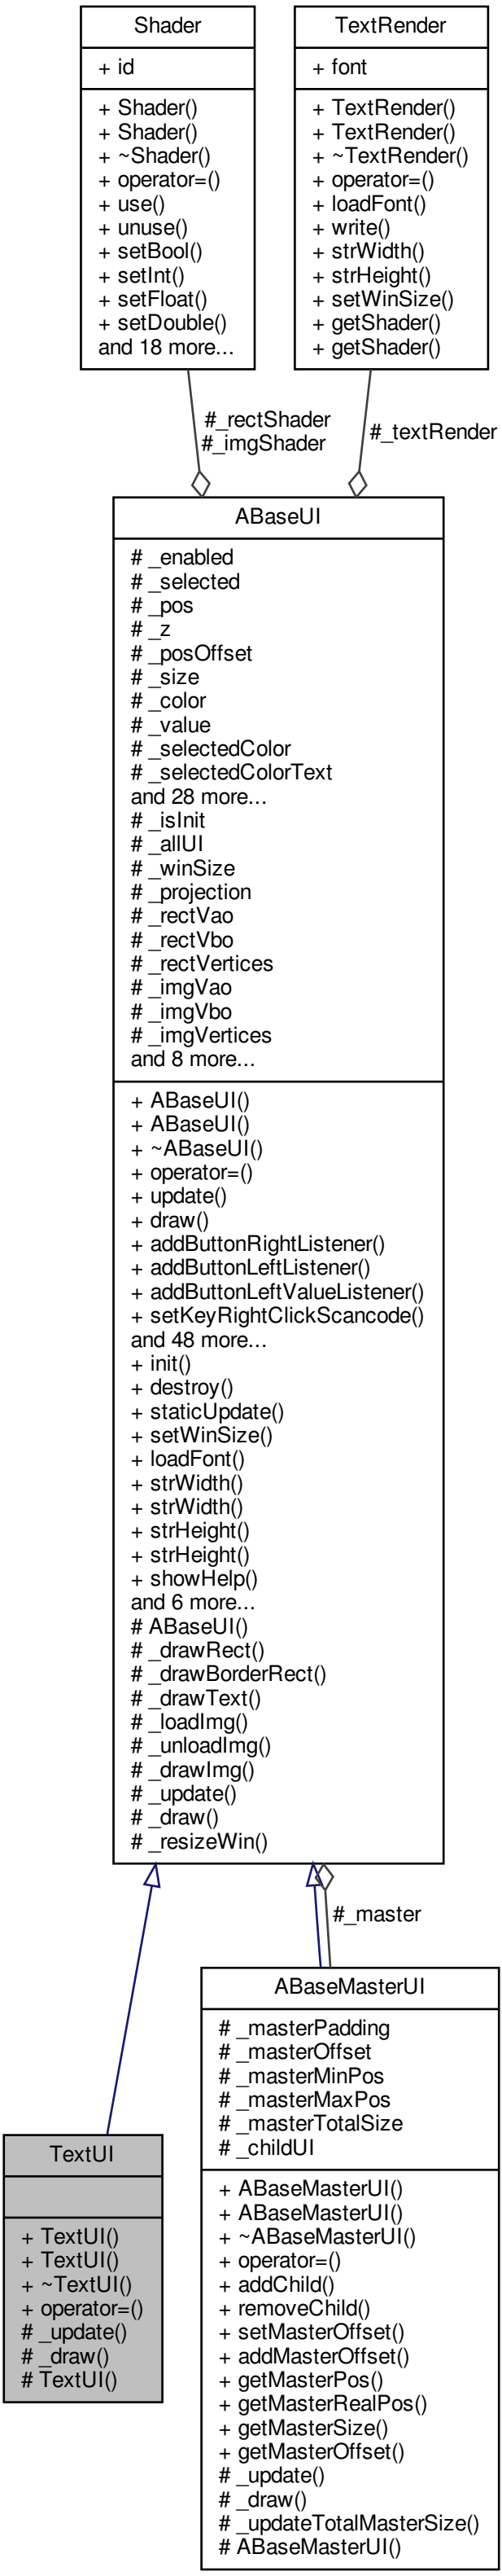 Shader
+ id
+ Shader()
+ Shader()
+ ~Shader()
+ operator=()
+ use()
+ unuse()
+ setBool()
+ setInt()
+ setFloat()
+ setDouble()
and 18 more...
TextRender
+ font
+ TextRender()
+ TextRender()
+ ~TextRender()
+ operator=()
+ loadFont()
+ write()
+ strWidth()
+ strHeight()
+ setWinSize()
+ getShader()
+ getShader()
#_rectShader
#_imgShader
#_textRender
ABaseUI
# _enabled
# _selected
# _pos
# _z
# _posOffset
# _size
# _color
# _value
# _selectedColor
# _selectedColorText
and 28 more...
# _isInit
# _allUI
# _winSize
# _projection
# _rectVao
# _rectVbo
# _rectVertices
# _imgVao
# _imgVbo
# _imgVertices
and 8 more...
+ ABaseUI()
+ ABaseUI()
+ ~ABaseUI()
+ operator=()
+ update()
+ draw()
+ addButtonRightListener()
+ addButtonLeftListener()
+ addButtonLeftValueListener()
+ setKeyRightClickScancode()
and 48 more...
+ init()
+ destroy()
+ staticUpdate()
+ setWinSize()
+ loadFont()
+ strWidth()
+ strWidth()
+ strHeight()
+ strHeight()
+ showHelp()
and 6 more...
# ABaseUI()
# _drawRect()
# _drawBorderRect()
# _drawText()
# _loadImg()
# _unloadImg()
# _drawImg()
# _update()
# _draw()
# _resizeWin()
#_master
ABaseMasterUI
# _masterPadding
# _masterOffset
# _masterMinPos
# _masterMaxPos
# _masterTotalSize
# _childUI
+ ABaseMasterUI()
+ ABaseMasterUI()
+ ~ABaseMasterUI()
+ operator=()
+ addChild()
+ removeChild()
+ setMasterOffset()
+ addMasterOffset()
+ getMasterPos()
+ getMasterRealPos()
+ getMasterSize()
+ getMasterOffset()
# _update()
# _draw()
# _updateTotalMasterSize()
# ABaseMasterUI()
TextUI
+ TextUI()
+ TextUI()
+ ~TextUI()
+ operator=()
# _update()
# _draw()
# TextUI()